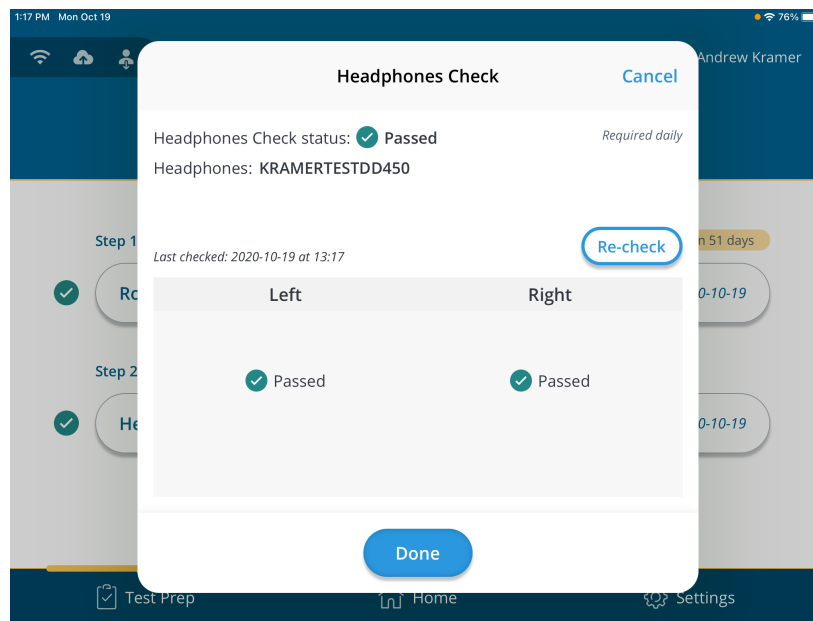 1:17 PM Mon Oct 19
76%
Andrew Kramer
Headphones Check
Cancel
Headphones Check status: Passed
Required daily
Headphones: KRAMERTESTDD450
Step 1
n 51 days
Re-check
Last checked: 2020-10-19 at 13:17
Ro
0-10-19
Left Right
Step 2
Passed Passed
He
0-10-19
Done
Test Prep Home Settings